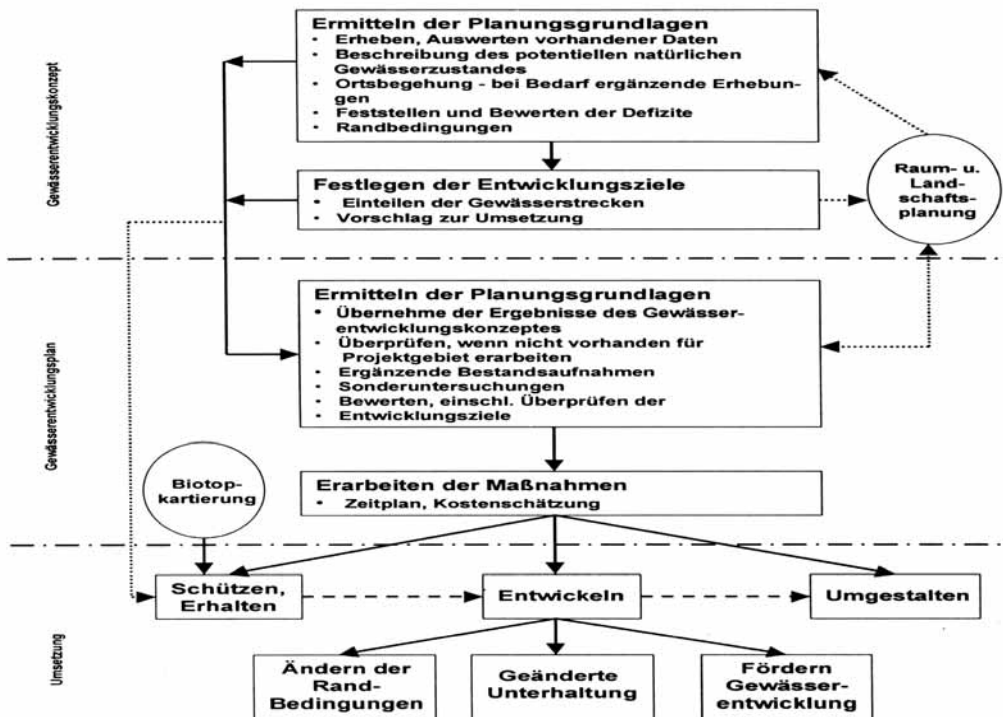 Gewässerentwicklungskonzept
Ermitteln der Planungsgrundlagen
• Erheben, Auswerten vorhandener Daten
• Beschreibung des potentiellen natürlichen
Gewässerzustandes
• Ortsbegehung - bei Bedarf ergänzende Erhebun-
gen
• Feststellen und Bewerten der Defizite
• Randbedingungen
Raum- u.
Land-
schafts-
planung
Festlegen der Entwicklungsziele
• Einteilen der Gewässerstrecken
• Vorschlag zur Umsetzung
Gewässerentwicklungsplan
Ermitteln der Planungsgrundlagen
• Übernehme der Ergebnisse des Gewässer-
entwicklungskonzeptes
• Überprüfen, wenn nicht vorhanden für
Projektgebiet erarbeiten
• Ergänzende Bestandsaufnahmen
• Sonderuntersuchungen
• Bewerten, einschl. Überprüfen der
• Entwicklungsziele
Biotop-
kartierung
Erarbeiten der Maßnahmen
• Zeitplan, Kostenschätzung
Umsetzung
Schützen,
Erhalten
Entwickeln
Umgestalten
Ändern der
Rand-
Bedingungen
Geänderte
Unterhaltung
Fördern
Gewässer-
entwicklung